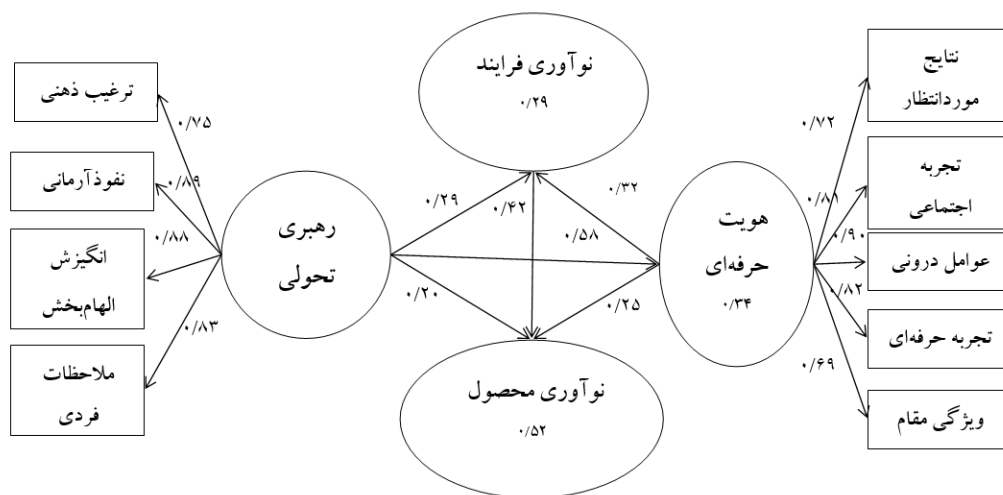 نوآوری فرایند
۰/۲۹
نتایج
موردانتظار
ترغیب ذهنی
۰/۷۵
۰/۷۲
تجربه
اجتماعی
نفوذآرمانی
۰/۸۹
رهبری
تحولی
۰/۲۹
۰/۴۲
۰/۳۲
هویت
حرفه‌ای
۰/۳۴
۰/۸۱
انگیزش
الهام‌بخش
۰/۸۸
۰/۵۸
۰/۹۰
عوامل درونی
۰/۲۰
۰/۲۵
۰/۸۲
تجربه حرفه‌ای
ملاحظات
فردی
۰/۸۳
نوآوری محصول
۰/۵۲
۰/۶۹
ویژگی مقام